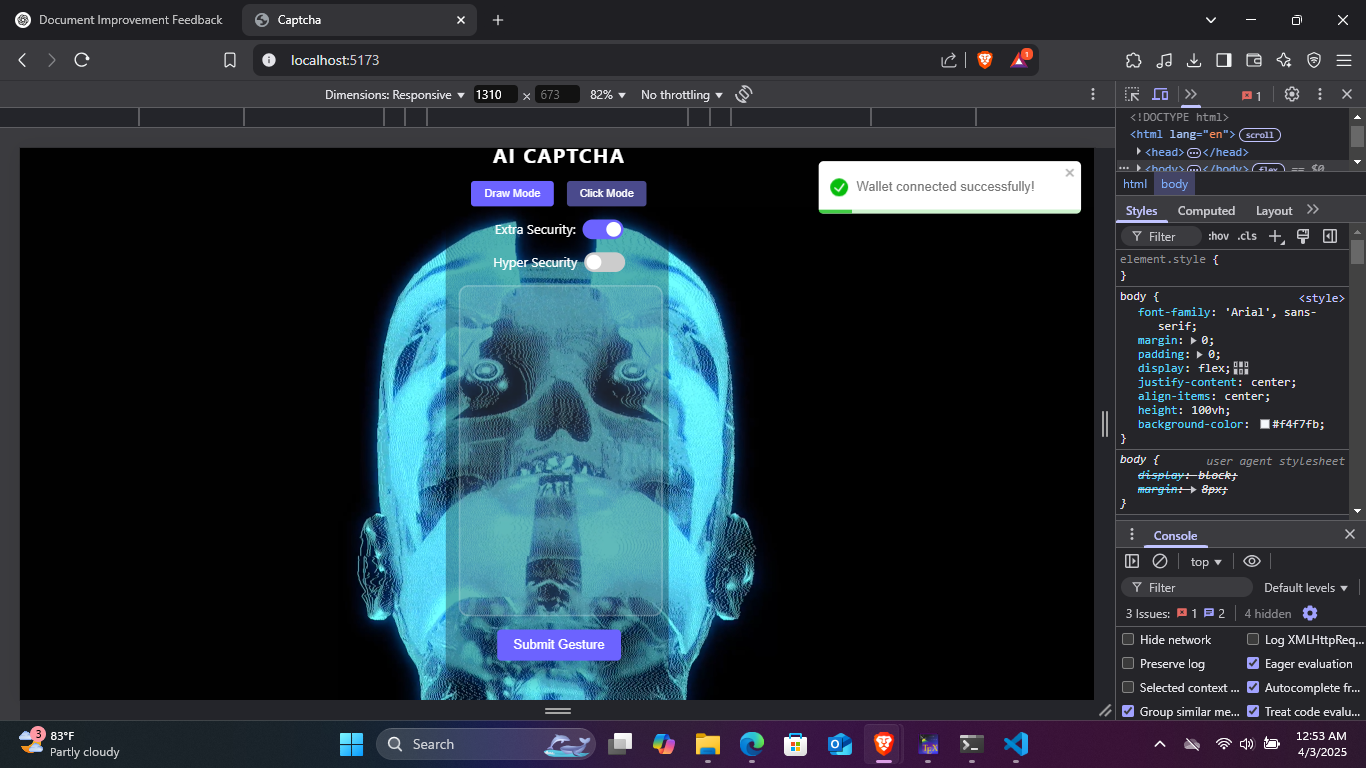 Document Improvement Feedback
Captcha
localhost:5173
1
Dimensions: Responsive
1310 × 673
82%
No throttling
1
<!DOCTYPE html>
<html lang="en"> scroll
<head> </head>
<body> </body> flex == $0
html body
Styles Computed Layout
Filter :hov .cls
element.style {
}
body { <style>
font-family: 'Arial', sans-
serif;
margin: 0;
padding: 0;
display: flex;
justify-content: center;
align-items: center;
height: 100vh;
background-color: #f4f7fb;
}
body { user agent stylesheet
display: block;
margin: 8px;
}
Console
top
Filter Default levels
3 Issues: 1 2 4 hidden
Hide network Log XMLHttpReq...
Preserve log Eager evaluation
Selected context ... Autocomplete fr...
Group similar me... Treat code evalu...
AI CAPTCHA
Draw Mode Click Mode
Extra Security:
Hyper Security
Submit Gesture
Wallet connected successfully!
3
83°F
Partly cloudy
Search
12:53 AM
4/3/2025